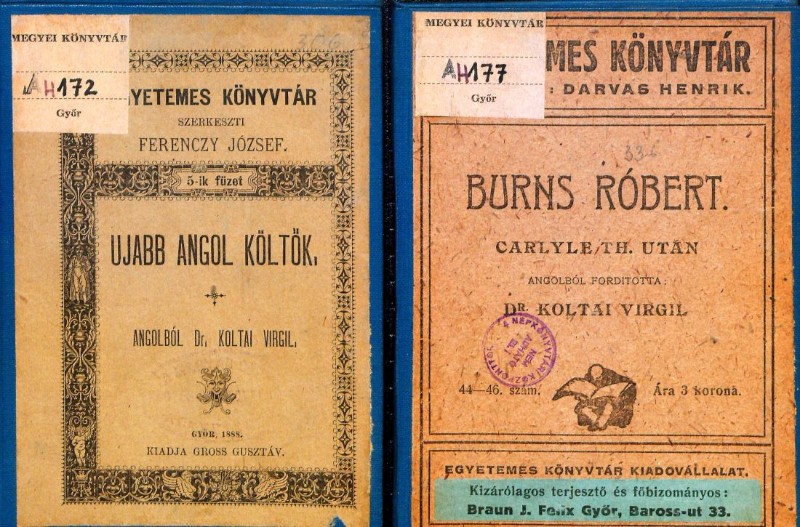 MEGYEI KÖNYVTÁR
AH172
Győr
YETEMES KÖNYVTÁR
SZERKESZTI
FERENCZY JÓZSEF.
5-ik füzet
UJABB ANGOL KÖLTŐK.
ANGOLBÓL Dr. KOLTAI VIRGIL.
GYŐR, 1888.
KIADJA GROSS GUSZTÁV.
MEGYEI KÖNYVTÁR
AH177
Győr
MES KÖNYVTÁR
: DARVAS HENRIK.
336
BURNS RÓBERT.
CARLYLE TH. UTÁN
ANGOLBÓL FORDITOTTA:
DR. KOLTAI VIRGIL
44—46. szám.
Ára 3 korona.
EGYETEMES KÖNYVTÁR KIADOVÁLLALAT.
Kizárólagos terjesztő és főbizományos:
Braun J. Felix Győr, Baross-ut 33.